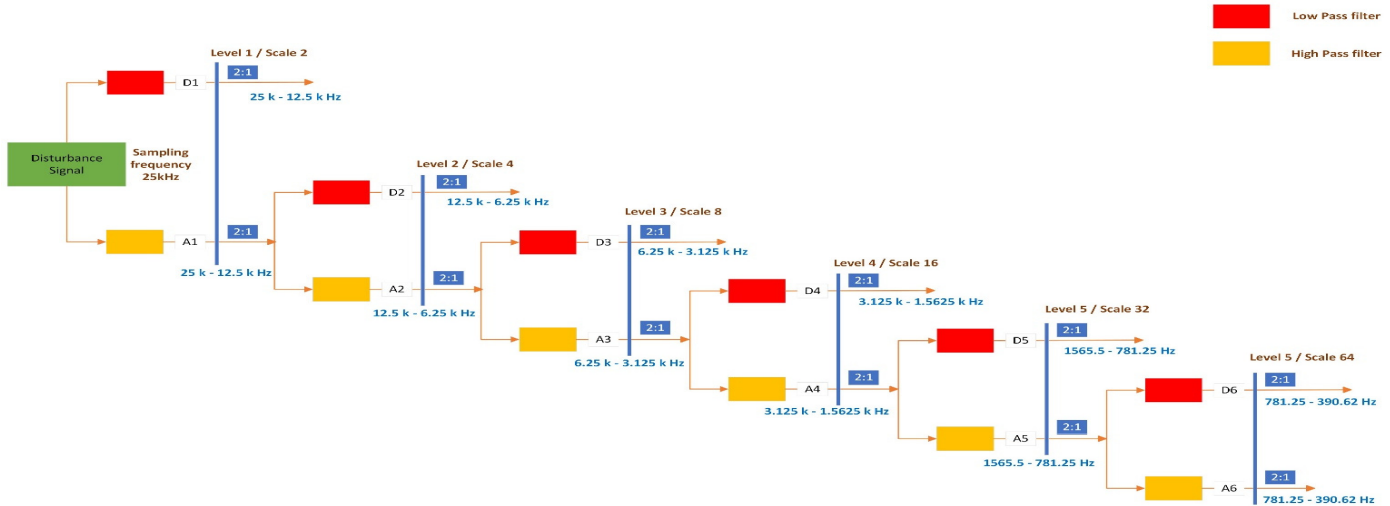 Low Pass filter
High Pass filter
Level 1 / Scale 2
2:1
D1
25 k - 12.5 k Hz
Disturbance
Signal
Sampling
frequency
25kHz
A1
2:1
25 k - 12.5 k Hz
Level 2 / Scale 4
2:1
D2
12.5 k - 6.25 k Hz
A2
2:1
12.5 k - 6.25 k Hz
Level 3 / Scale 8
2:1
D3
6.25 k - 3.125 k Hz
A3
2:1
6.25 k - 3.125 k Hz
Level 4 / Scale 16
2:1
D4
3.125 k - 1.5625 k Hz
A4
2:1
3.125 k - 1.5625 k Hz
Level 5 / Scale 32
2:1
D5
1565.5 - 781.25 Hz
A5
2:1
1565.5 - 781.25 Hz
Level 5 / Scale 64
2:1
D6
781.25 - 390.62 Hz
A6
2:1
781.25 - 390.62 Hz